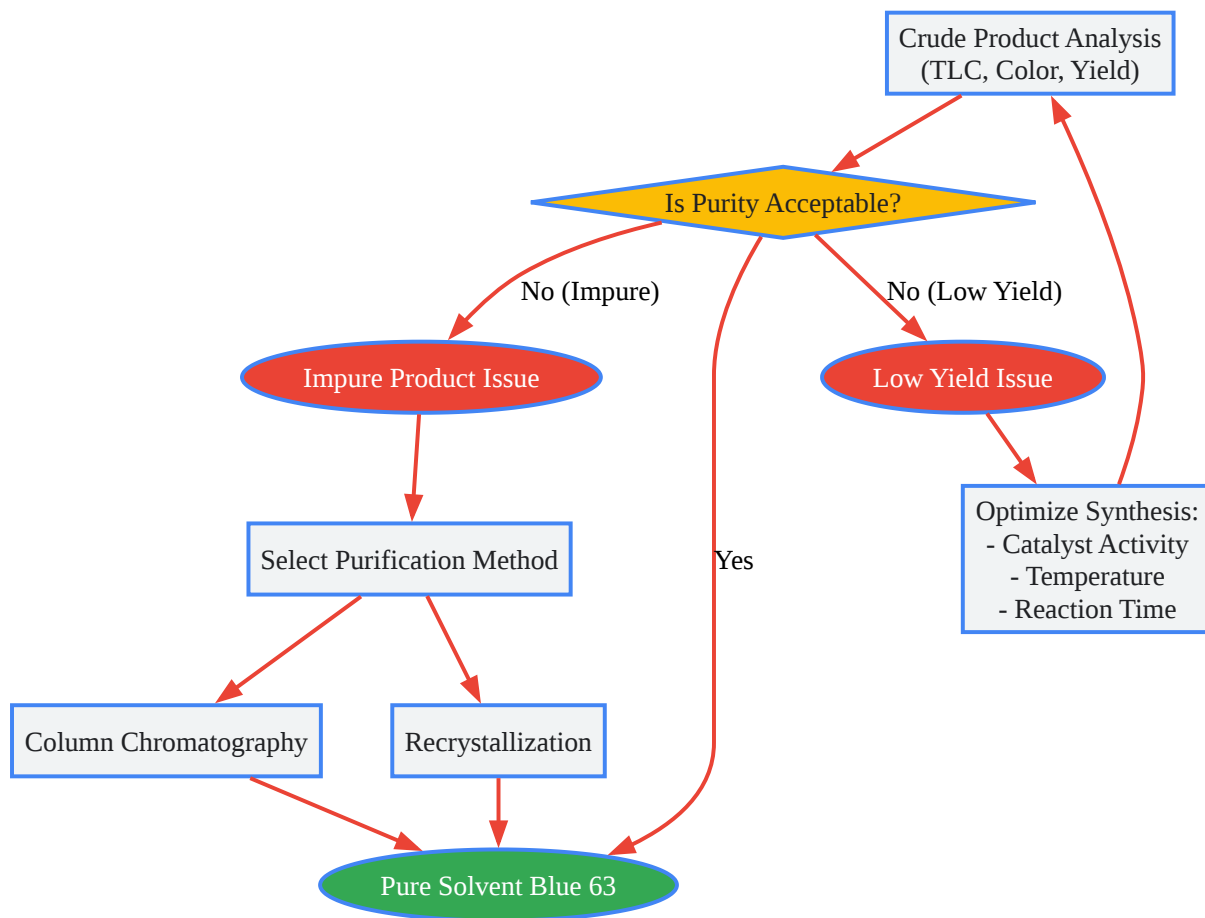 Crude Product Analysis
(TLC, Color, Yield)
Is Purity Acceptable?
No (Impure)
No (Low Yield)
Impure Product Issue
Low Yield Issue
Optimize Synthesis:
- Catalyst Activity
- Temperature
- Reaction Time
Select Purification Method
Yes
Column Chromatography
Recrystallization
Pure Solvent Blue 63